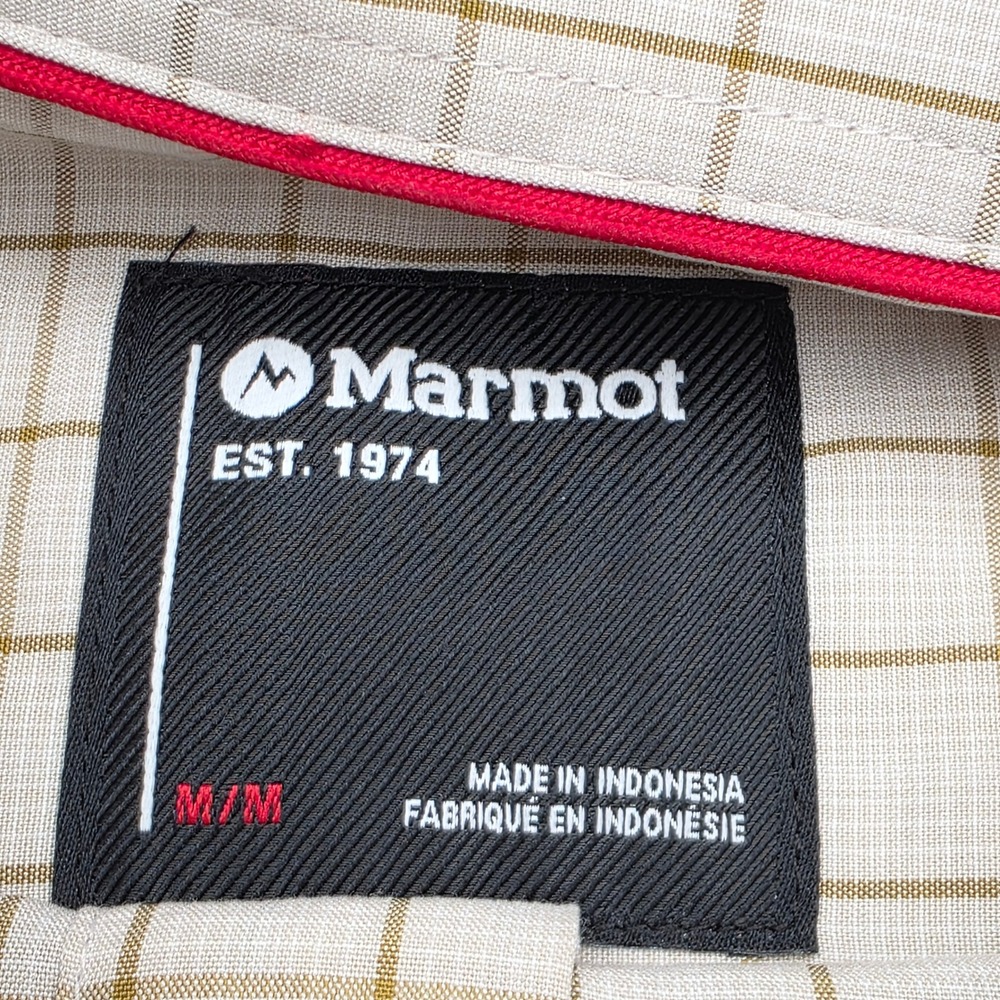 Marmot
EST. 1974
M/M
MADE IN INDONESIA
FABRIQUÉ EN INDONÉSIE